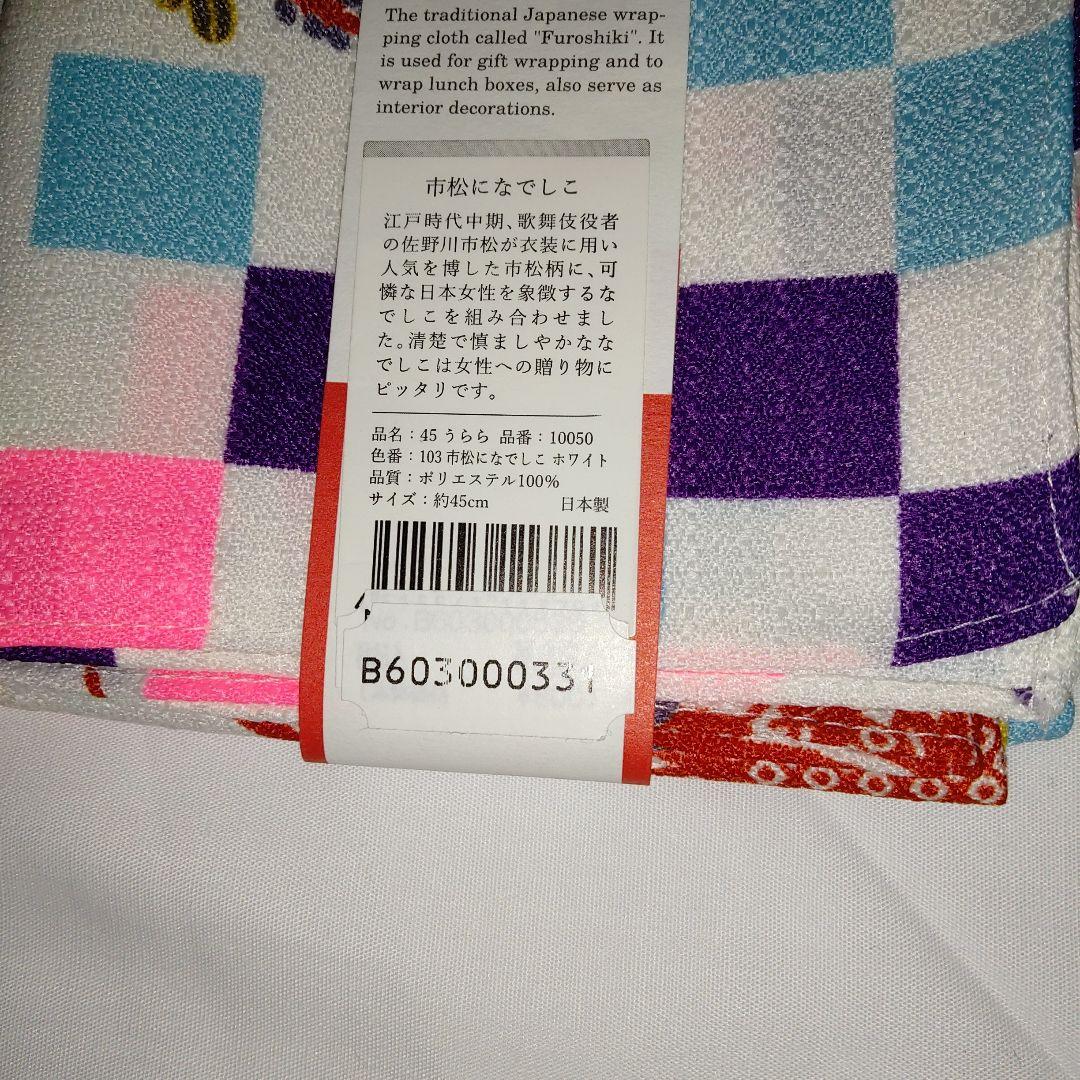 The traditional Japanese wrap-
ping cloth called "Furoshiki". It
is used for gift wrapping and to
wrap lunch boxes, also serve as
interior decorations.
市松になでしこ
江戸時代中期、歌舞伎役者
の佐野川市松が衣装に用い
人気を博した市松柄に、可
憐な日本女性を象徴するな
でしこを組み合わせまし
た。清楚で慎ましやかなな
でしこは女性への贈り物に
ピッタリです。
品名：45 うらら 品番：10050
色番：103 市松になでしこ ホワイト
品質：ポリエステル100%
サイズ：約45cm 日本製
B603000331